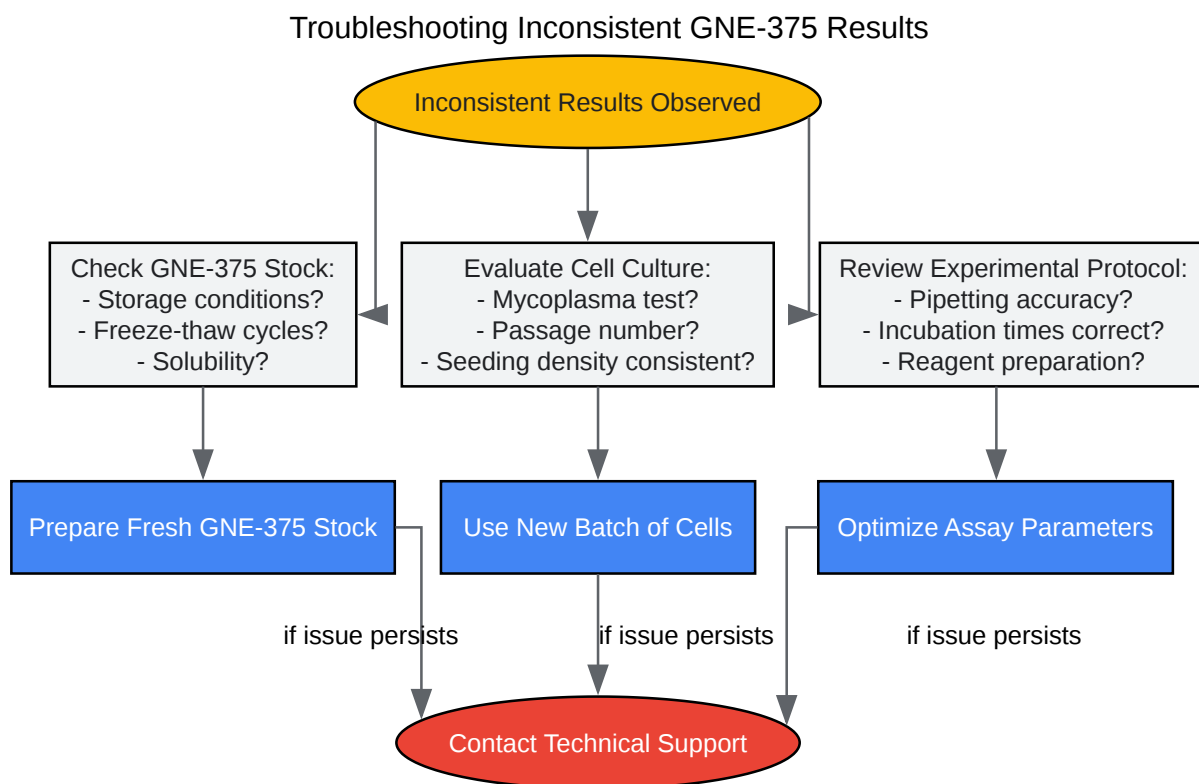 Troubleshooting Inconsistent GNE-375 Results
Inconsistent Results Observed
Check GNE-375 Stock:
- Storage conditions?
- Freeze-thaw cycles?
- Solubility?
Evaluate Cell Culture:
- Mycoplasma test?
- Passage number?
- Seeding density consistent?
Review Experimental Protocol:
- Pipetting accuracy?
- Incubation times correct?
- Reagent preparation?
Prepare Fresh GNE-375 Stock
Use New Batch of Cells
Optimize Assay Parameters
if issue persists
if issue persists
if issue persists
Contact Technical Support